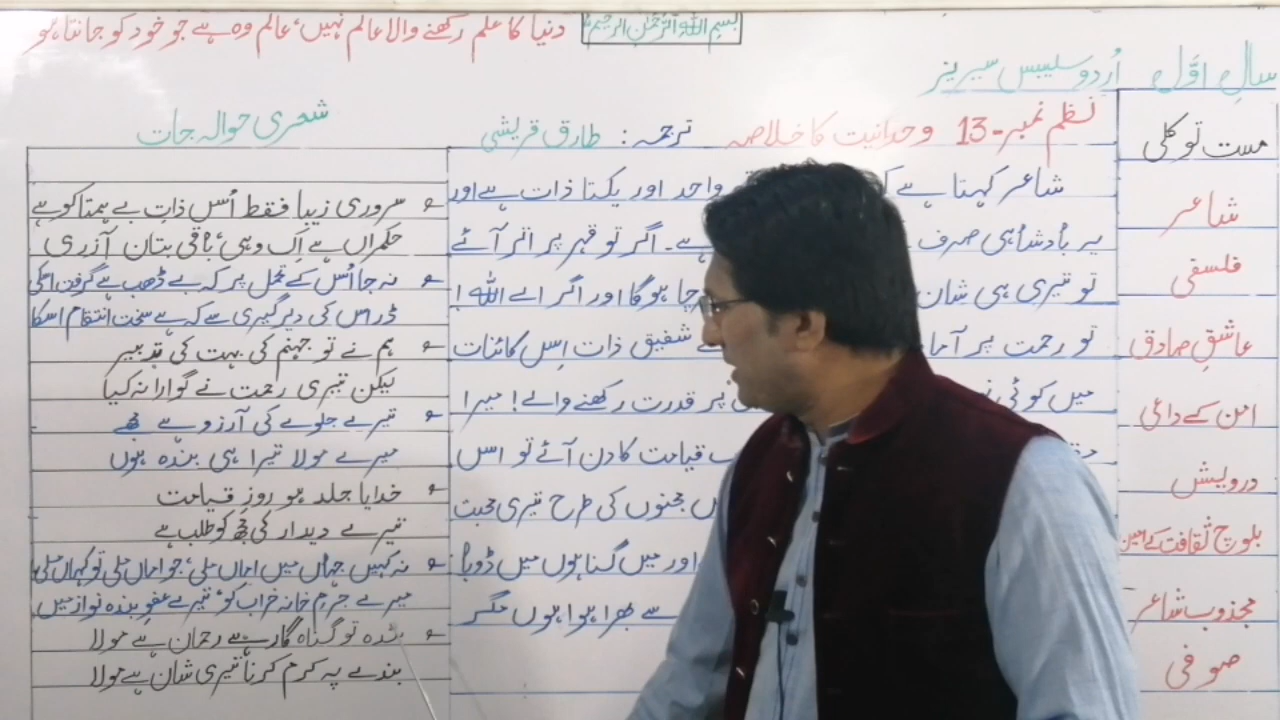 بسم اللہ الرحمٰن الرحیم
دنیا کا علم رکھنے والا عالم نہیں، عالم وہ ہے جو خود کو جانتا ہو
سالِ اوّل اُردو سلیبس سیریز
مست توکلی
شاعر
فلسفی
عاشقِ صادق
امن کے داعی
درویش
بلوچ ثقافت کے امین
مجذوب شاعر
صوفی
نظم نمبر-13 وحدانیت کا خلاصہ ترجمہ: طارق قریشی
شاعر کہتا ہے واحد اور یکتا ذات ہے اور
یہ بادشاہی صرف ہے۔ اگر تو قہر پر اتر آئے
تو تیری ہی شان ہوگا اور اگر اے اللہ!
تو رحمت پر شفیق ذات اِس کائنات
میں کوئی پر قدرت رکھنے والے! میرا
قیامت کا دن آئے تو اس
مجنوں کی طرح تیری محبت
اور میں گناہوں میں ڈوبا
سے بھرا ہوا ہوں مگر
شعری حوالہ جات
سروری زیبا فقط اُس ذاتِ بے ہمتا کو ہے
حکمراں ہے اِک وہی، باقی بتانِ آزری
نہ جا اُس کے تحمل پر کہ بے ڈھب ہے گرفت اسکی
ڈر اس کی دیر گیری سے کہ ہے سخت انتقام اسکا
ہم نے تو جہنم کی بہت کی تدبیر
لیکن تیری رحمت نے گوارا نہ کیا
تیرے جلوے کی آرزو ہے مجھے
میرے مولا تیرا ہی بندہ ہوں
خدایا جلد ہو روزِ قیامت
تیرے دیدار کی مجھ کو طلب ہے
نہ کہیں جہاں میں اماں ملی، جو اماں ملی تو کہاں ملی
میرے جرمِ خانہ خراب کو، تیرے عفوِ بندہ نواز میں
بندہ تو گناہ گار ہے رحمان ہے مولا
بندے پہ کرم کرنا تیری شان ہے مولا